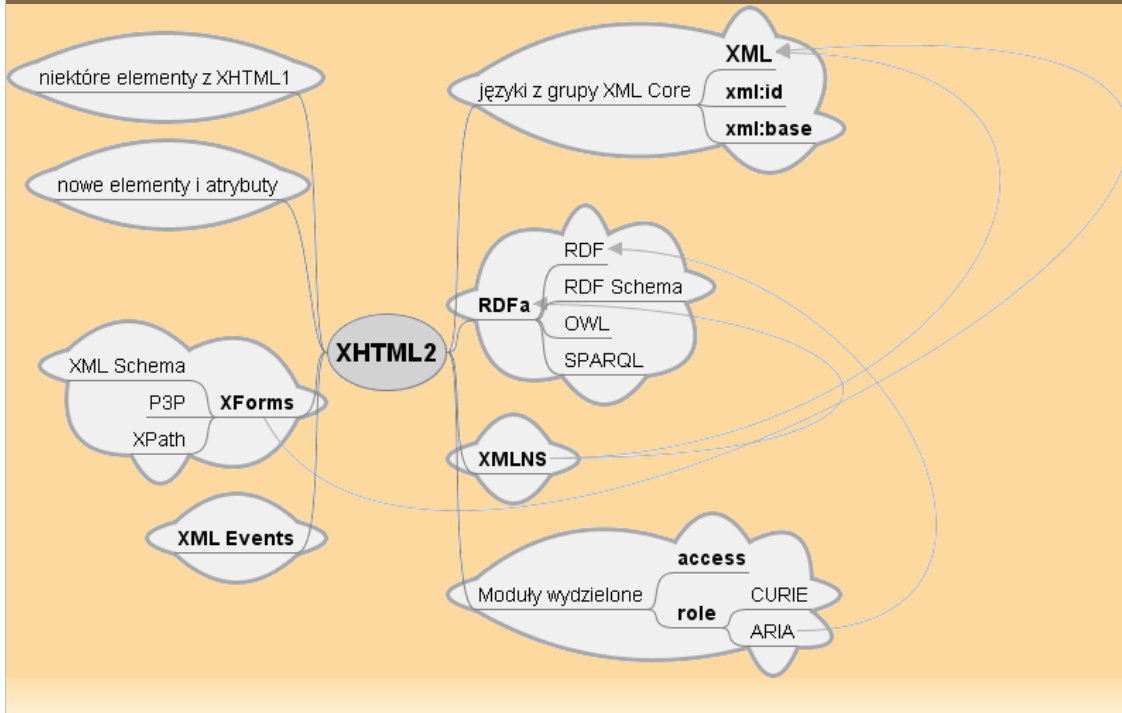 niektóre elementy z XHTML1
nowe elementy i atrybuty
XML Schema
P3P
XPath
XForms
XML Events
XHTML2
języki z grupy XML Core
XML
xml:id
xml:base
RDFa
RDF
RDF Schema
OWL
SPARQL
XMLNS
Moduły wydzielone
access
role
CURIE
ARIA